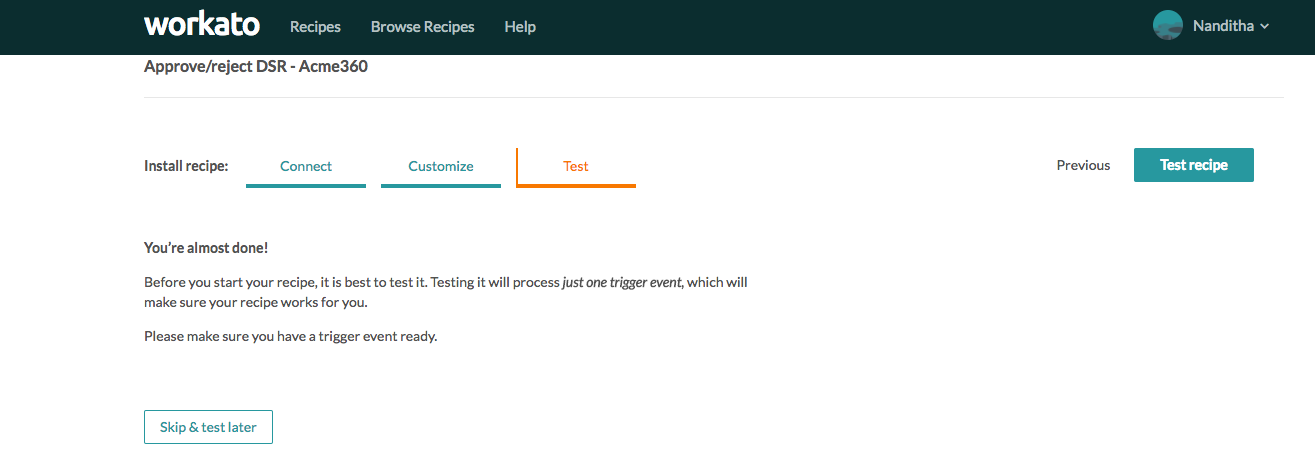 workato Recipes Browse Recipes Help Nanditha
Approve/reject DSR - Acme360
Install recipe: Connect Customize Test Previous Test recipe
You're almost done!
Before you start your recipe, it is best to test it. Testing it will process just one trigger event, which will
make sure your recipe works for you.
Please make sure you have a trigger event ready.
Skip & test later